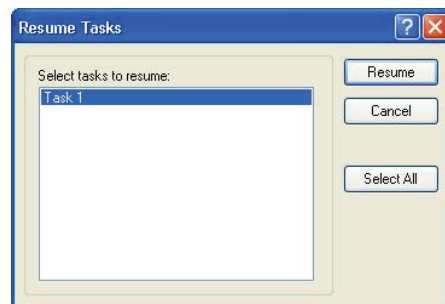 Resume Tasks
Select tasks to resume:
Task 1
Resume
Cancel
Select All